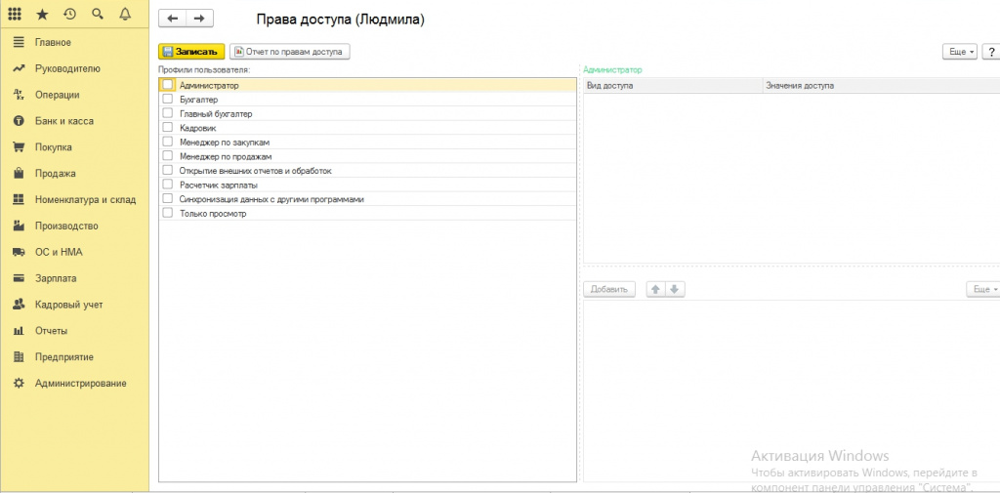 Права доступа (Людмила)
Главное
Руководителю
Операции
Банк и касса
Покупка
Продажа
Номенклатура и склад
Производство
ОС и НМА
Зарплата
Кадровый учет
Отчеты
Предприятие
Администрирование
Записать
Отчет по правам доступа
Еще
?
Профили пользователя:
Администратор
Бухгалтер
Главный бухгалтер
Кадровик
Менеджер по закупкам
Менеджер по продажам
Открытие внешних отчетов и обработок
Расчетчик зарплаты
Синхронизация данных с другими программами
Только просмотр
Администратор
Вид доступа
Значения доступа
Добавить
Еще
Активация Windows
Чтобы активировать Windows, перейдите в
компонент панели управления "Система".